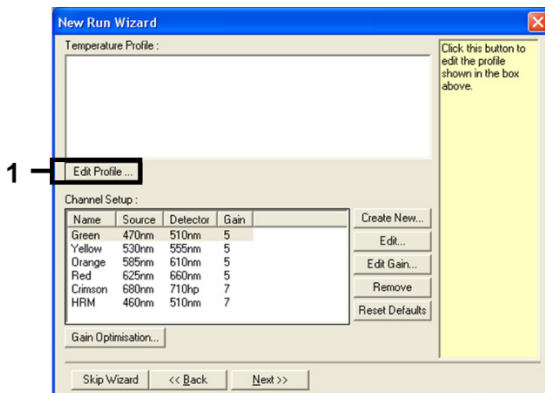 New Run Wizard
Temperature Profile :
Click this button to
edit the profile
shown in the box
above.
1
Edit Profile ...
Channel Setup :
Name Source Detector Gain
Green 470nm 510nm 5
Yellow 530nm 555nm 5
Orange 585nm 610nm 5
Red 625nm 660nm 5
Crimson 680nm 710hp 7
HRM 460nm 510nm 7
Create New...
Edit...
Edit Gain...
Remove
Reset Defaults
Gain Optimisation...
Skip Wizard << Back Next >>